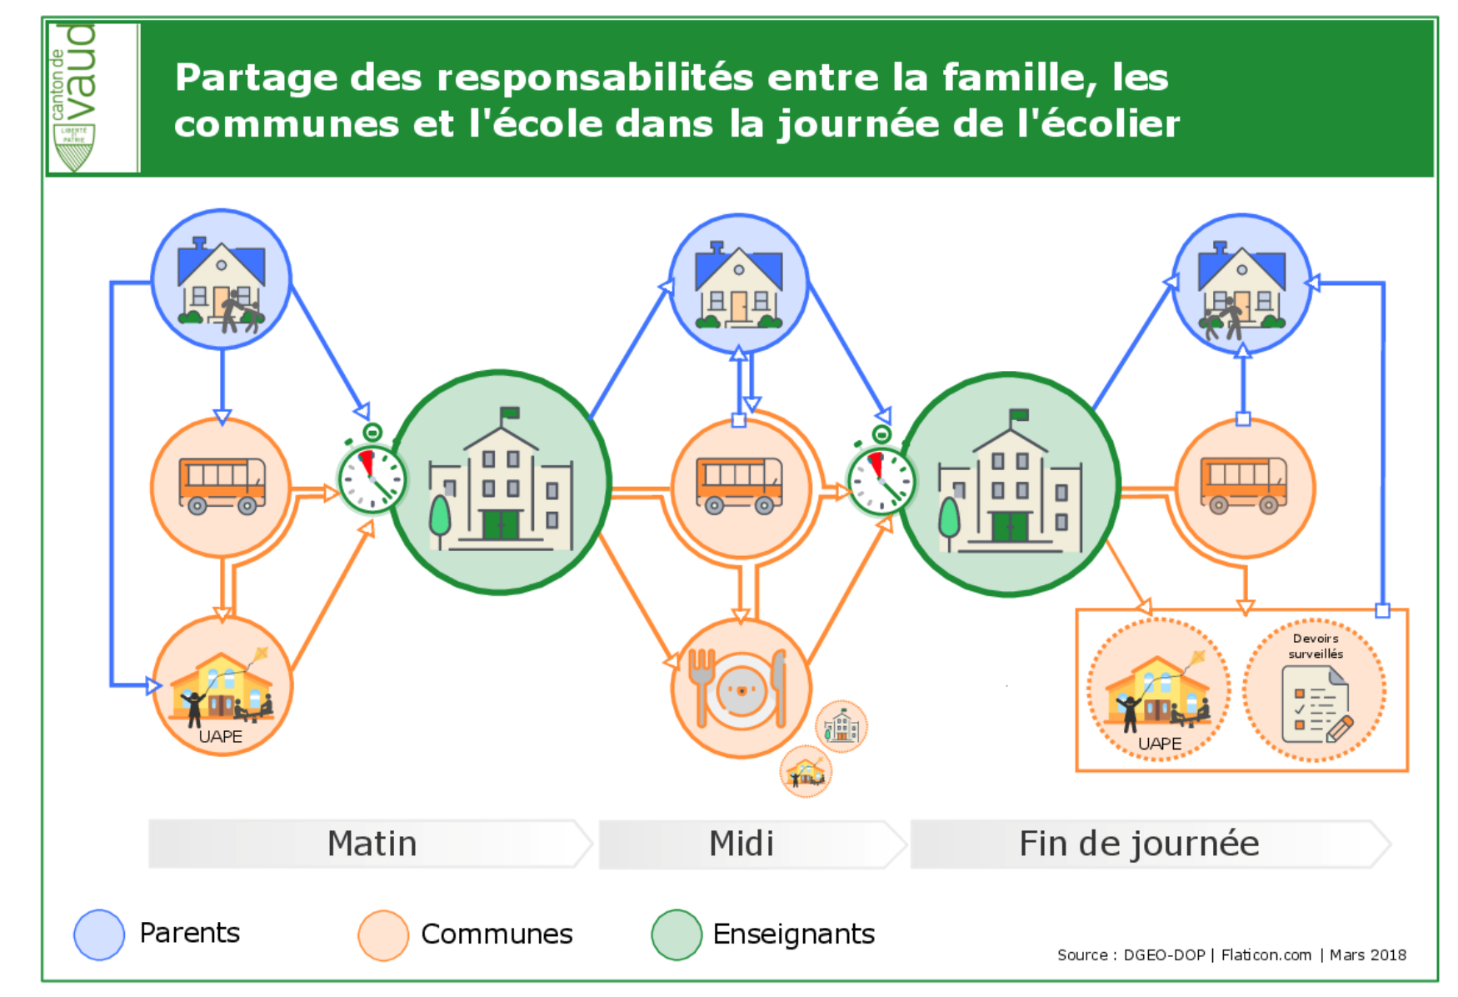 canton de
vaud
LIBERTÉ
ET
PATRIE
Partage des responsabilités entre la famille, les
communes et l'école dans la journée de l'écolier
Devoirs
surveillés
UAPE
UAPE
Matin
Midi
Fin de journée
Parents
Communes
Enseignants
Source : DGEO-DOP | Flaticon.com | Mars 2018